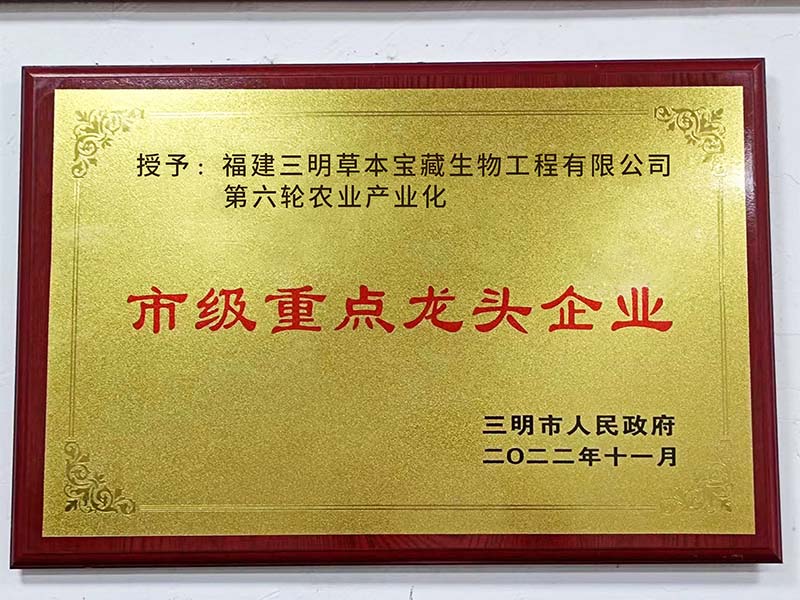 授予：福建三明草本宝藏生物工程有限公司
第六轮农业产业化
市级重点龙头企业
三明市人民政府
二〇二二年十一月